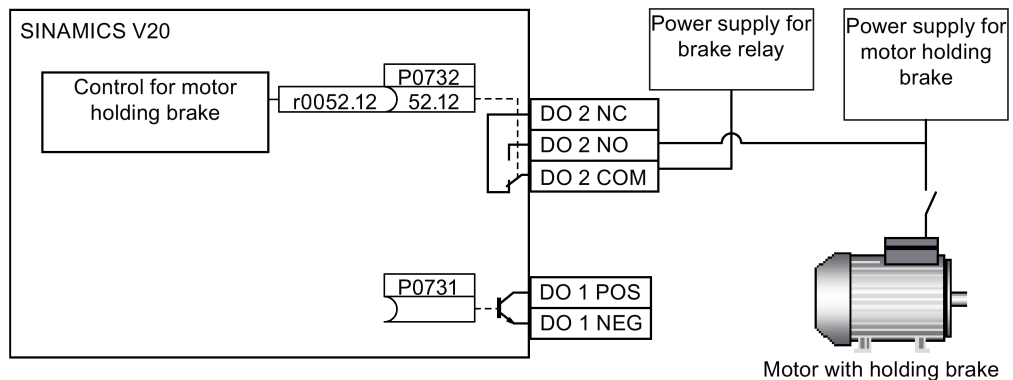 SINAMICS V20
Control for motor
holding brake
r0052.12
P0732
52.12
DO 2 NC
DO 2 NO
DO 2 COM
P0731
DO 1 POS
DO 1 NEG
Power supply for
brake relay
Power supply for
motor holding
brake
Motor with holding brake